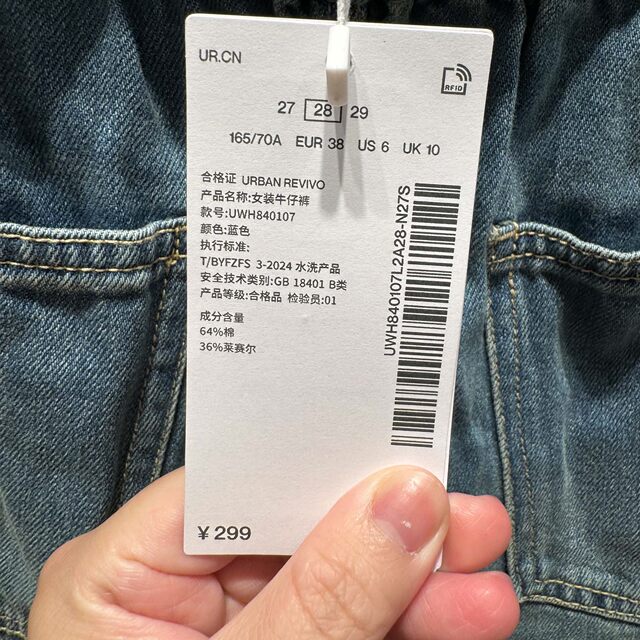 UR.CN
RFID
27 28 29
165/70A EUR 38 US 6 UK 10
合格证 URBAN REVIVO
产品名称:女装牛仔裤
款号:UWH840107
颜色:蓝色
执行标准:
T/BYFZFS 3-2024 水洗产品
安全技术类别:GB 18401 B类
产品等级:合格品 检验员:01
成分含量
64%棉
36%莱赛尔
UWH840107L2A28-N27S
¥ 299